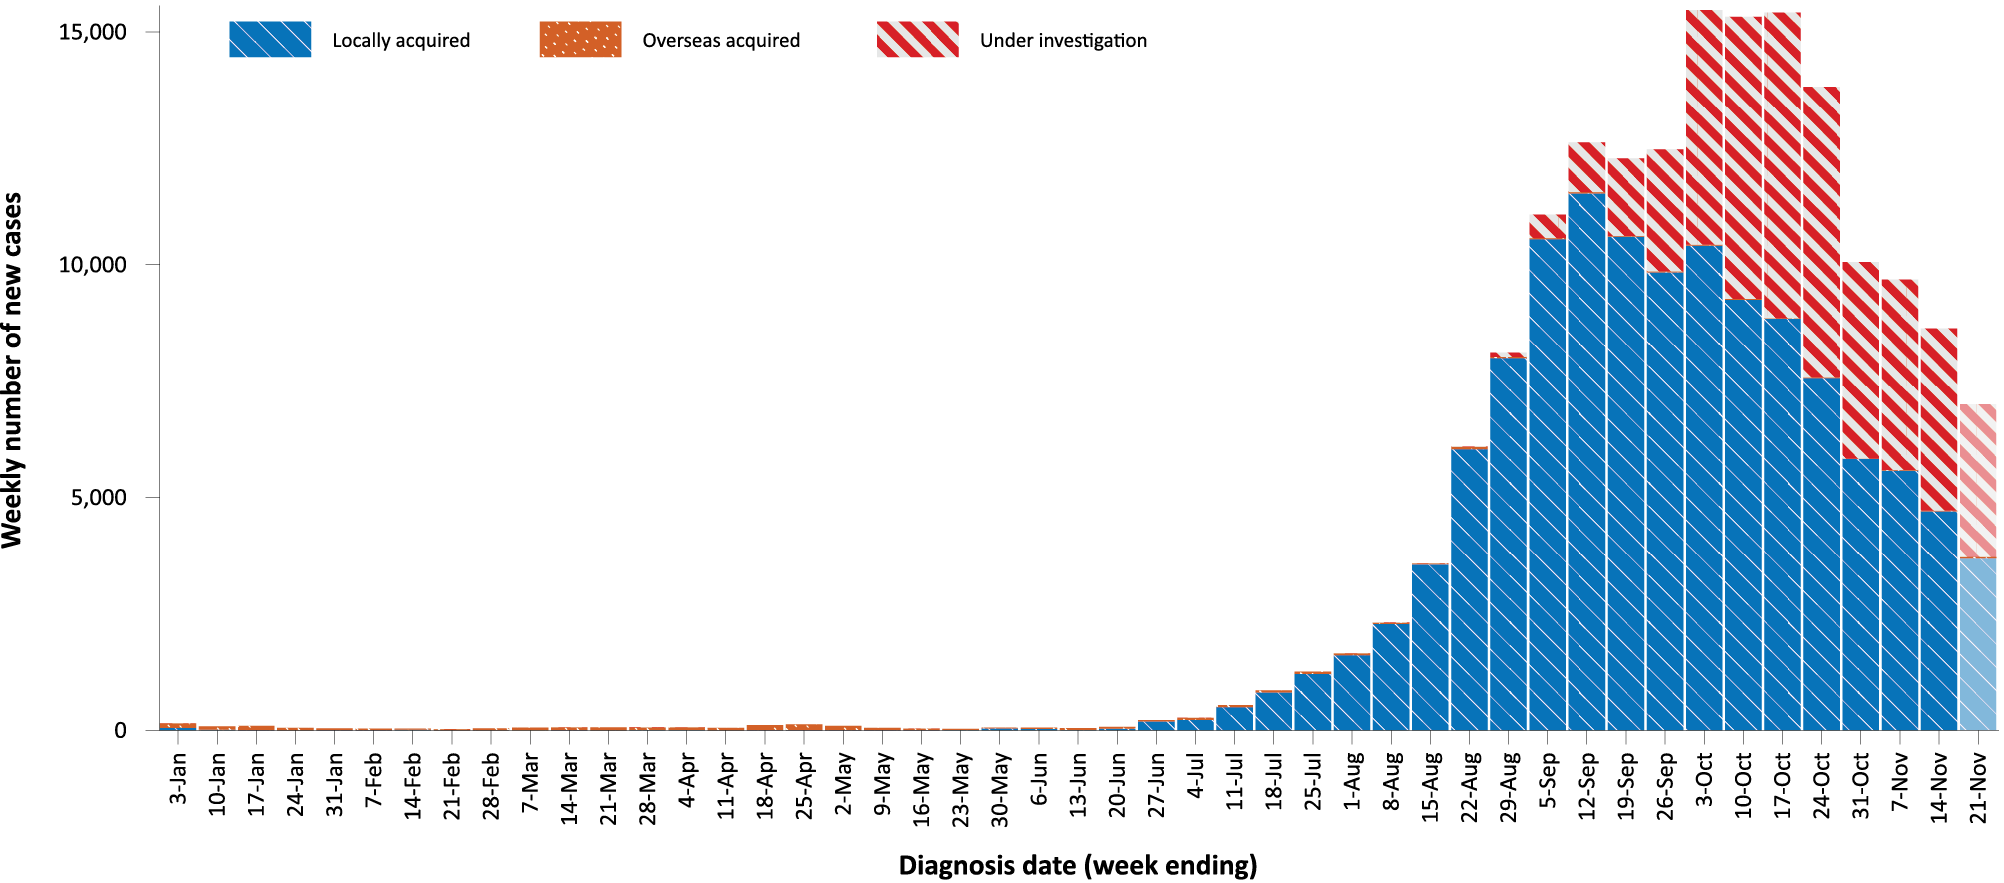 15,000
Locally acquired
Overseas acquired
Under investigation
10,000
5,000
0
Weekly number of new cases
3-Jan
10-Jan
17-Jan
24-Jan
31-Jan
7-Feb
14-Feb
21-Feb
28-Feb
7-Mar
14-Mar
21-Mar
28-Mar
4-Apr
11-Apr
18-Apr
25-Apr
2-May
9-May
16-May
23-May
30-May
6-Jun
13-Jun
20-Jun
27-Jun
4-Jul
11-Jul
18-Jul
25-Jul
1-Aug
8-Aug
15-Aug
22-Aug
29-Aug
5-Sep
12-Sep
19-Sep
26-Sep
3-Oct
10-Oct
17-Oct
24-Oct
31-Oct
7-Nov
14-Nov
21-Nov
Diagnosis date (week ending)